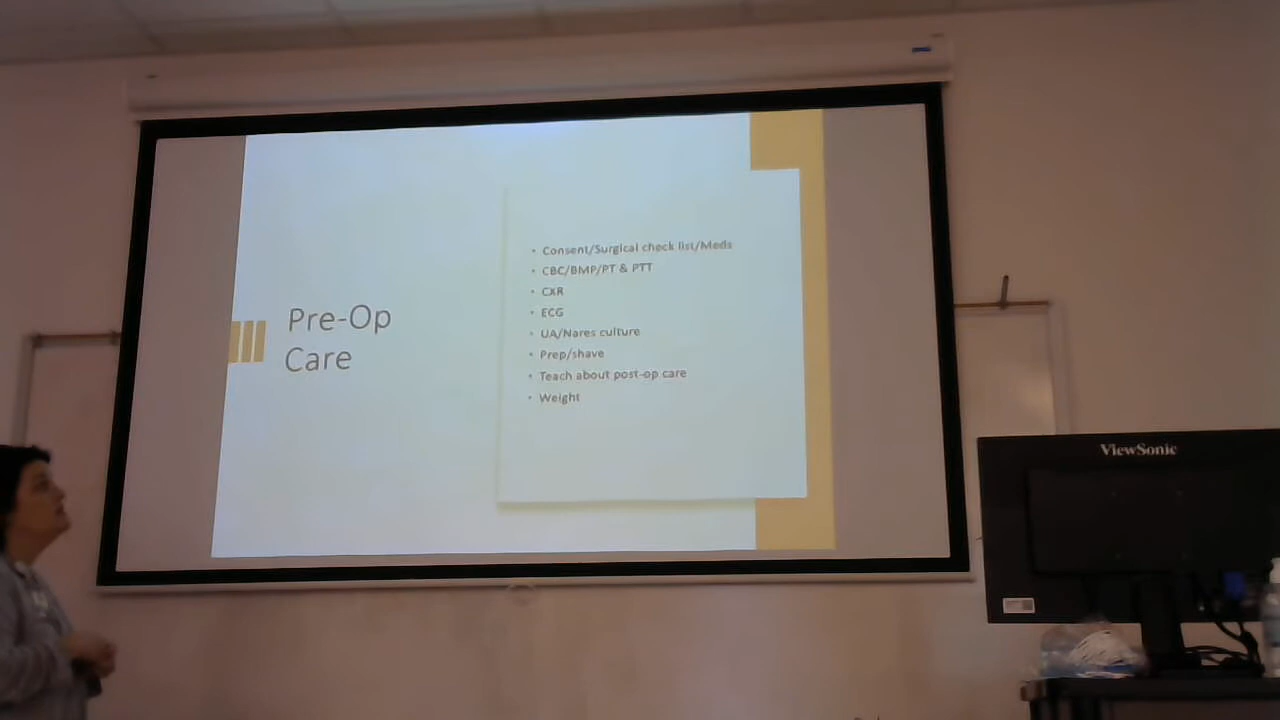 Pre-Op
Care
• Consent/Surgical check list/Meds
• CBC/BMP/PT & PTT
• CXR
• ECG
• UA/Nares culture
• Prep/shave
• Teach about post-op care
• Weight
ViewSonic